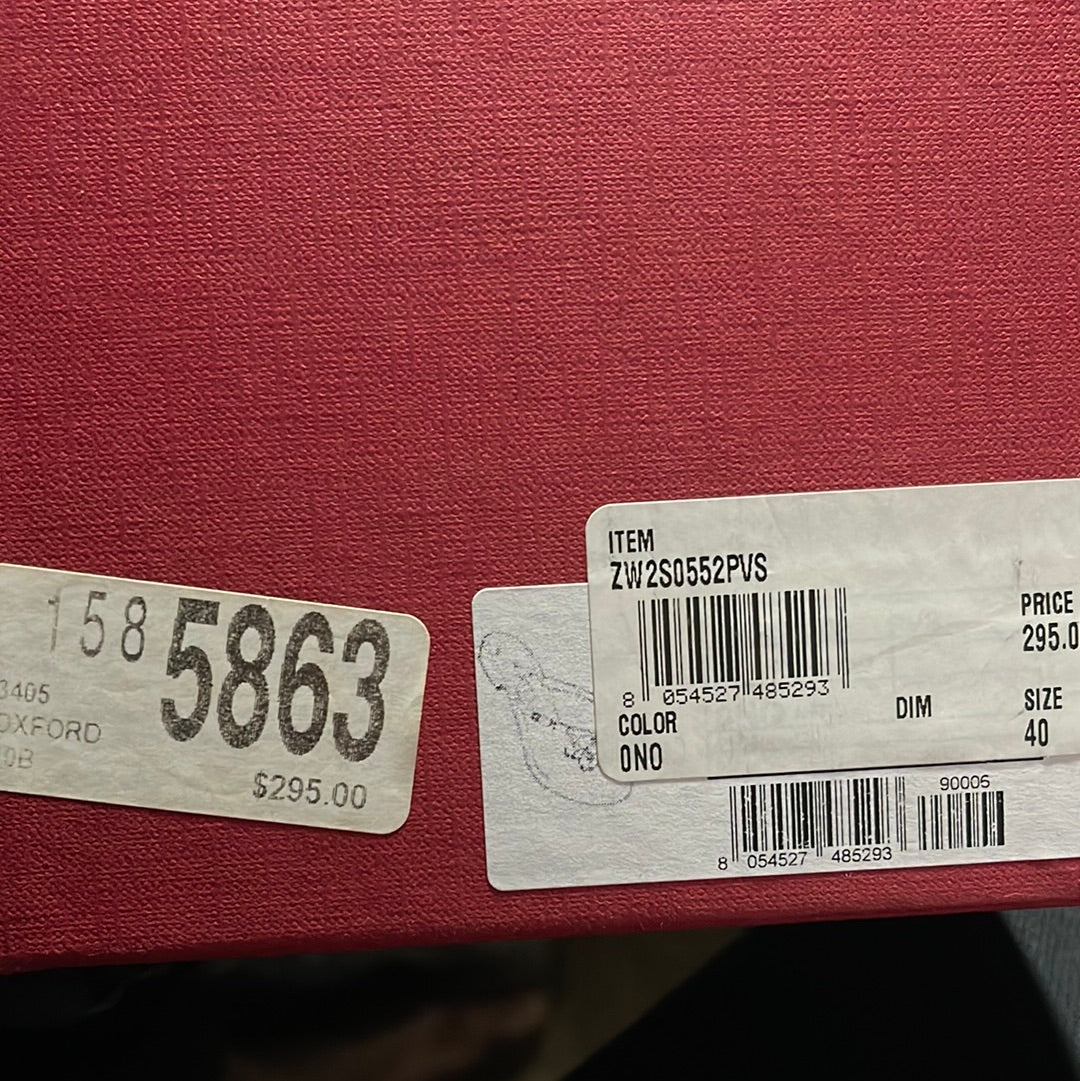 158 5863
3405
OXFORD
0B
$295.00
ITEM
ZW2S0552PVS
PRICE
295.0
8 054527 485293
COLOR
DIM
SIZE
0NO
40
90005
8 054527 485293